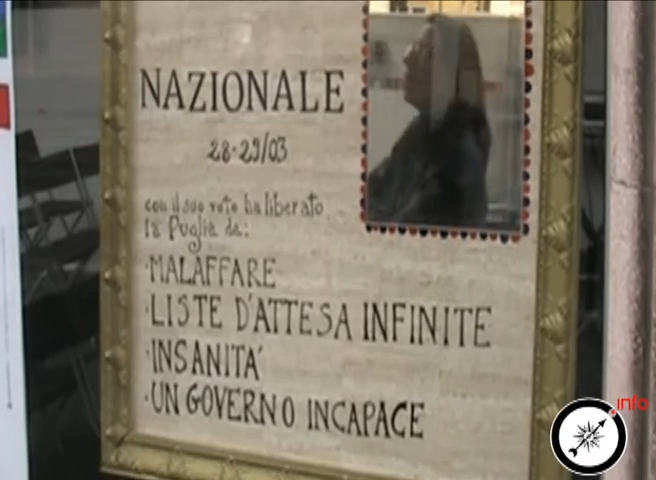 NAZIONALE
28-29/03
con il suo voto ha liberato
la Puglia da:
·MALAFFARE
·LISTE D'ATTESA INFINITE
·INSANITA'
·UN GOVERNO INCAPACE
.info